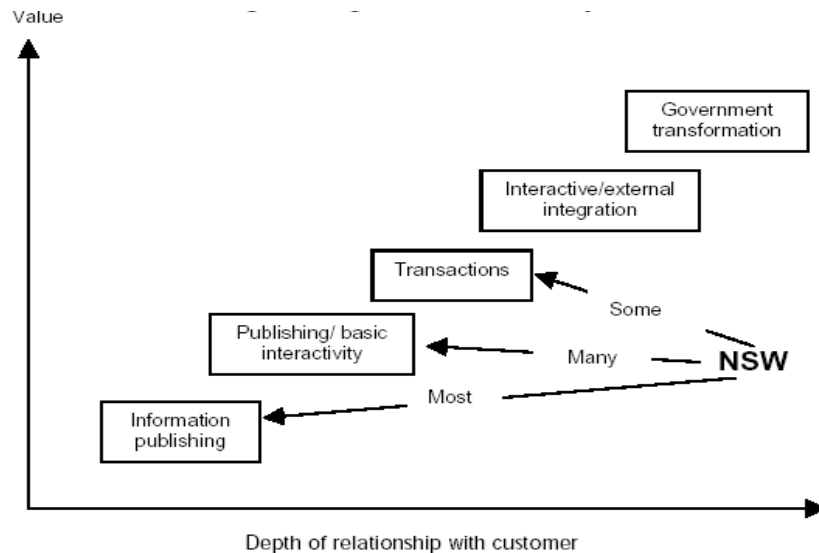 Value
Government
transformation
Interactive/external
integration
Transactions
Some
Publishing/ basic
interactivity
Many
NSW
Most
Information
publishing
Depth of relationship with customer